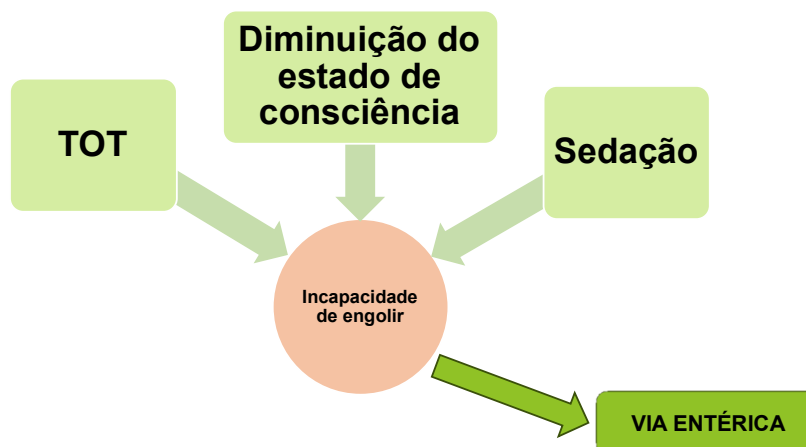 Diminuição do
estado de
consciência
TOT
Sedação
Incapacidade
de engolir
VIA ENTÉRICA